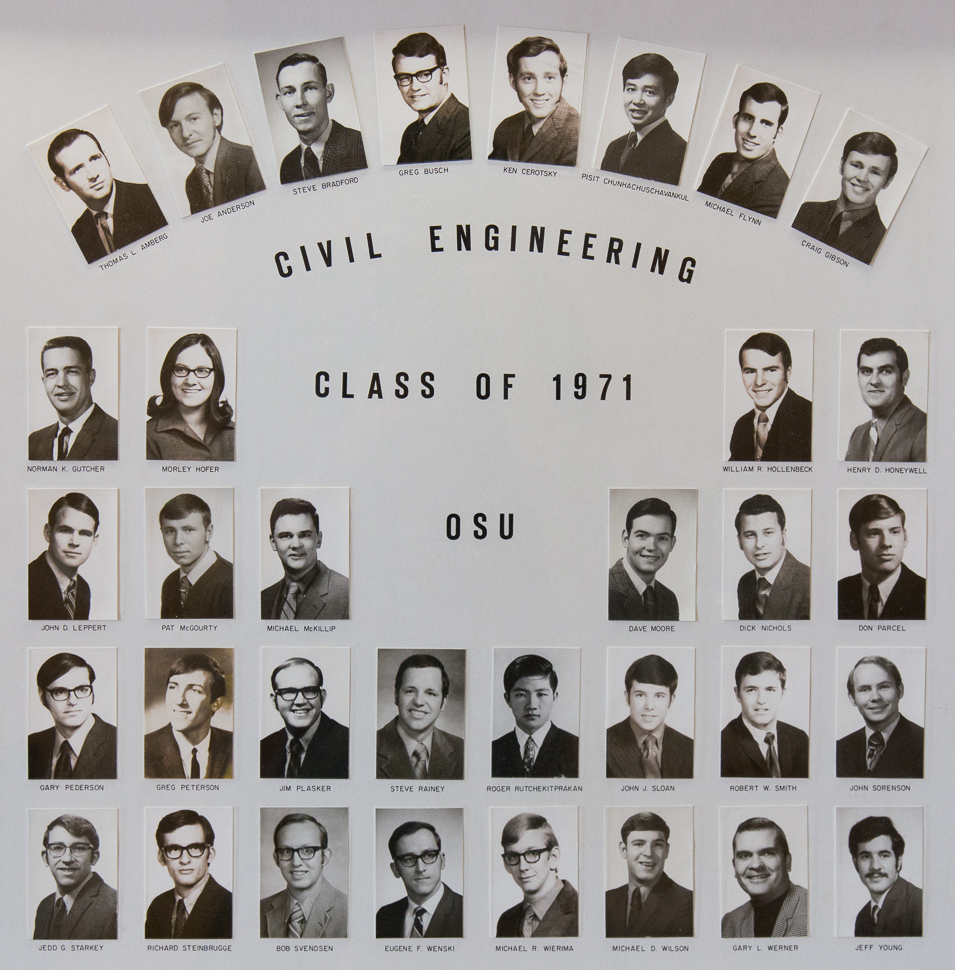 THOMAS L. AMBERG
JOE ANDERSON
STEVE BRADFORD
GREG BUSCH
KEN CEROTSKY
PISIT CHUNHACHUSCHAVANKUL
MICHAEL FLYNN
CRAIG GIBSON
CIVIL ENGINEERING
CLASS OF 1971
NORMAN K. GUTCHER
MORLEY HOFER
WILLIAM R. HOLLENBECK
HENRY D. HONEYWELL
OSU
JOHN D. LEPPERT
PAT McGOURTY
MICHAEL McKILLIP
DAVE MOORE
DICK NICHOLS
DON PARCEL
GARY PEDERSON
GREG PETERSON
JIM PLASKER
STEVE RAINEY
ROGER RUTCHEKITPRAKAN
JOHN J. SLOAN
ROBERT W. SMITH
JOHN SORENSON
JEDD G. STARKEY
RICHARD STEINBRUGGE
BOB SVENDSEN
EUGENE F. WENSKI
MICHAEL R. WIERIMA
MICHAEL D. WILSON
GARY L. WERNER
JEFF YOUNG